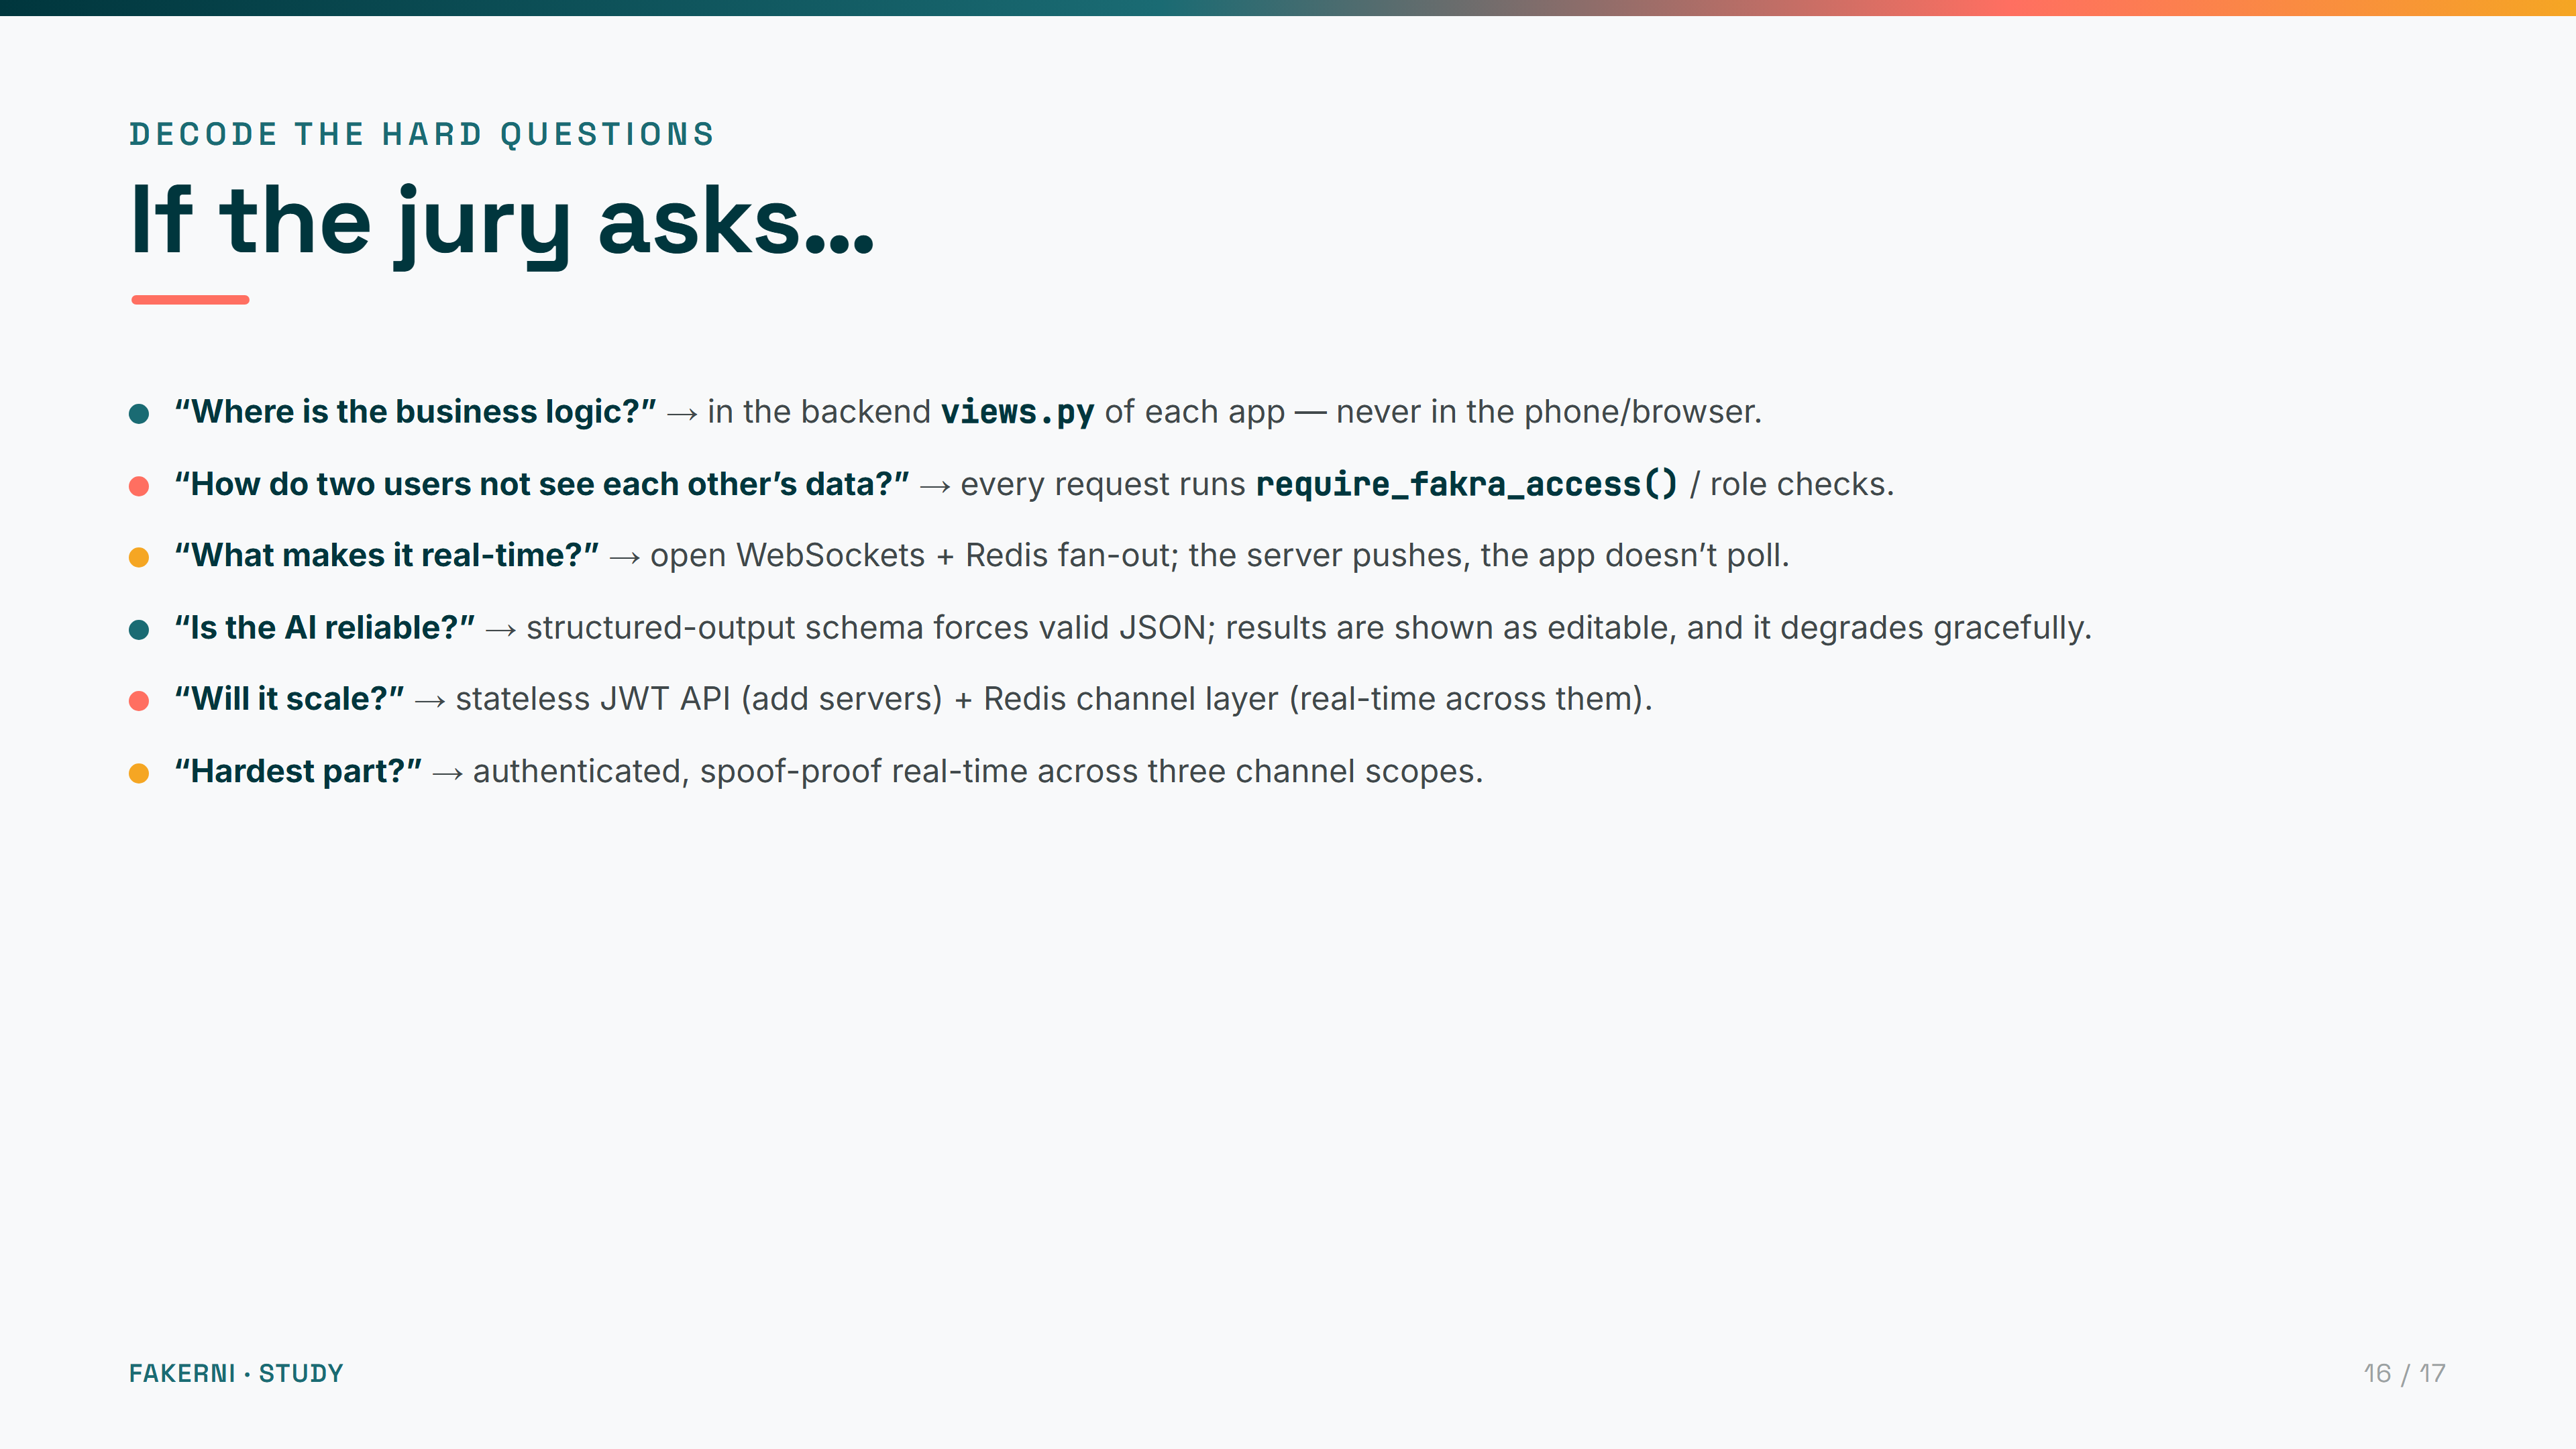 DECODE THE HARD QUESTIONS
If the jury asks…
“Where is the business logic?” → in the backend views.py of each app — never in the phone/browser.
“How do two users not see each other’s data?” → every request runs require_fakra_access() / role checks.
“What makes it real-time?” → open WebSockets + Redis fan-out; the server pushes, the app doesn’t poll.
“Is the AI reliable?” → structured-output schema forces valid JSON; results are shown as editable, and it degrades gracefully.
“Will it scale?” → stateless JWT API (add servers) + Redis channel layer (real-time across them).
“Hardest part?” → authenticated, spoof-proof real-time across three channel scopes.
FAKERNI · STUDY
16 / 17